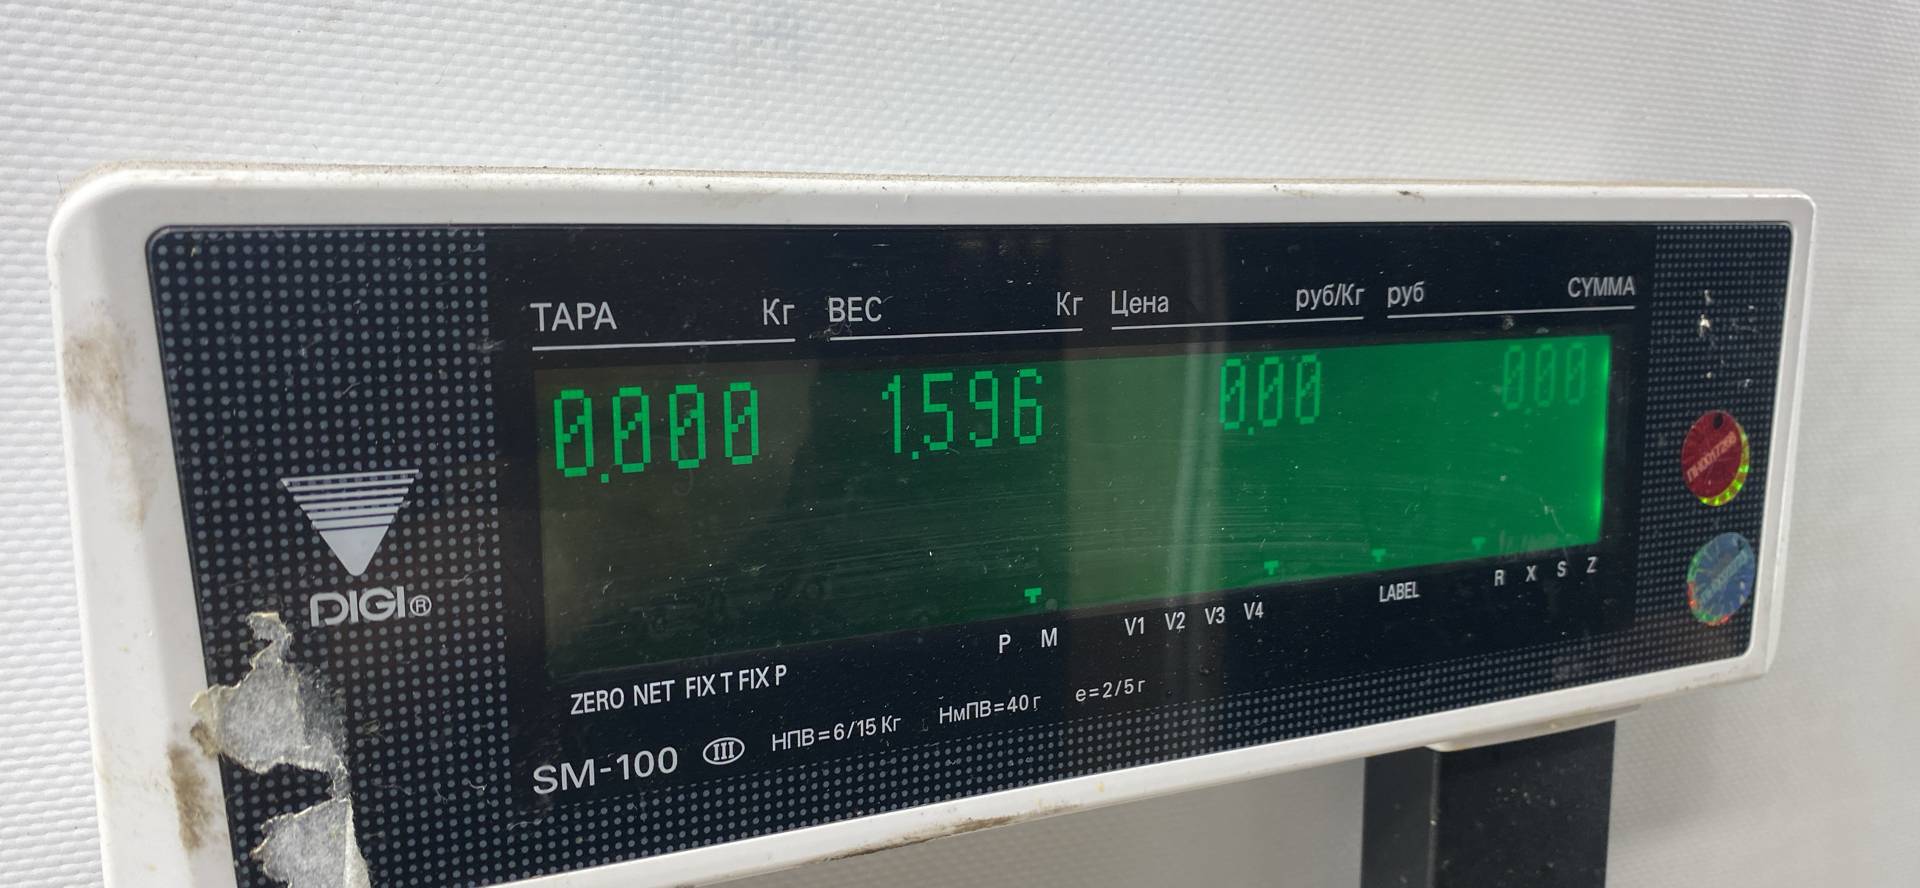 ТАРА Кг ВЕС Кг Цена руб/Кг руб СУММА
0.000 1.596 0.00 0.00
DIGI®
P M V1 V2 V3 V4 LABEL R X S Z
ZERO NET FIX T FIX P
SM-100 III НПВ=6/15 Кг НмПВ=40 г e=2/5 г